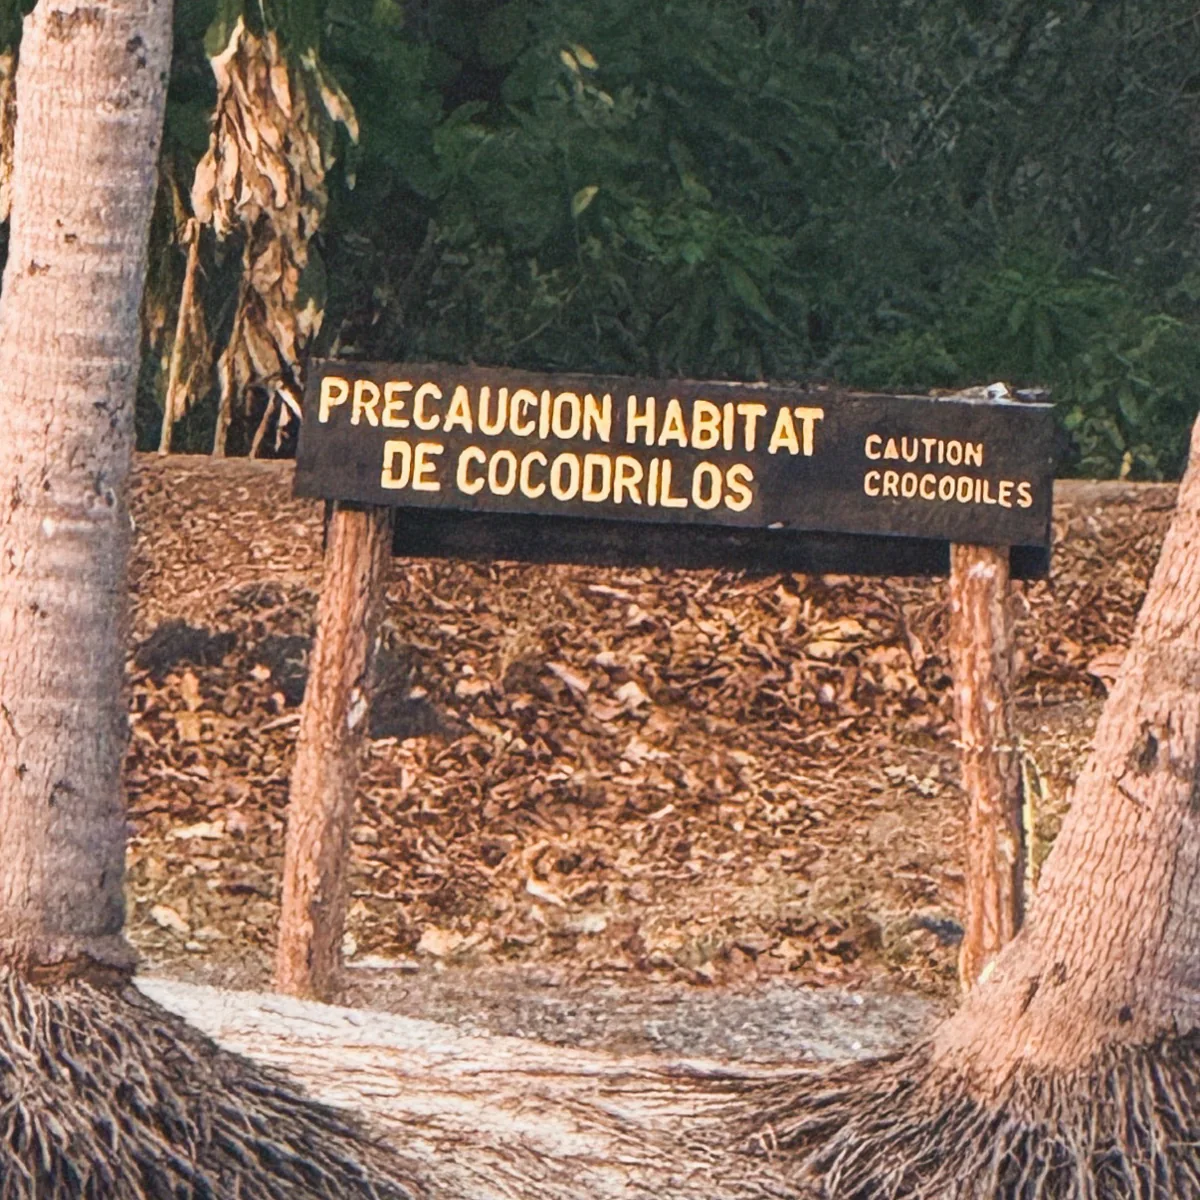 PRECAUCION HABITAT
DE COCODRILOS
CAUTION
CROCODILES